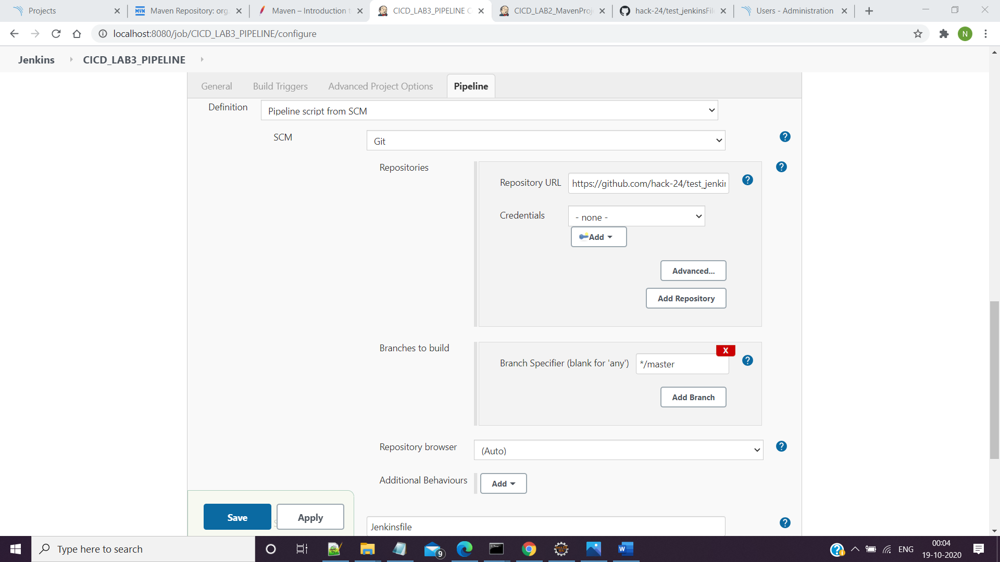 Projects
Maven Repository: org.
Maven – Introduction t
CICD_LAB3_PIPELINE C
CICD_LAB2_MavenProj
hack-24/test_jenkinsFil
Users - Administration
localhost:8080/job/CICD_LAB3_PIPELINE/configure
N
Jenkins
CICD_LAB3_PIPELINE
General
Build Triggers
Advanced Project Options
Pipeline
Definition
Pipeline script from SCM
SCM
Git
Repositories
Repository URL
https://github.com/hack-24/test_jenki
Credentials
- none -
Add
Advanced...
Add Repository
Branches to build
X
Branch Specifier (blank for 'any')
*/master
Add Branch
Repository browser
(Auto)
Additional Behaviours
Add
Save
Apply
Jenkinsfile
Type here to search
9
ENG
00:04
19-10-2020